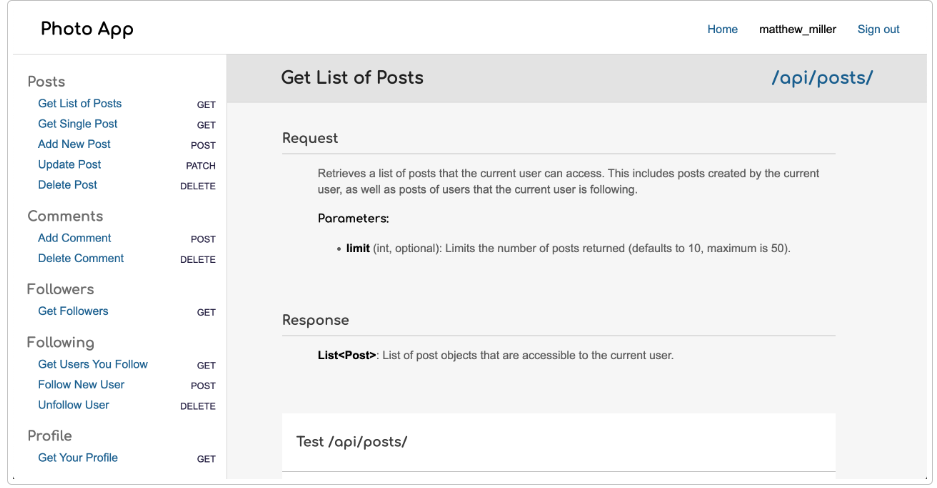 Photo App
Home matthew_miller Sign out
Posts
Get List of Posts GET
Get Single Post GET
Add New Post POST
Update Post PATCH
Delete Post DELETE
Comments
Add Comment POST
Delete Comment DELETE
Followers
Get Followers GET
Following
Get Users You Follow GET
Follow New User POST
Unfollow User DELETE
Profile
Get Your Profile GET
Get List of Posts /api/posts/
Request
Retrieves a list of posts that the current user can access. This includes posts created by the current
user, as well as posts of users that the current user is following.
Parameters:
• limit (int, optional): Limits the number of posts returned (defaults to 10, maximum is 50).
Response
List<Post>: List of post objects that are accessible to the current user.
Test /api/posts/